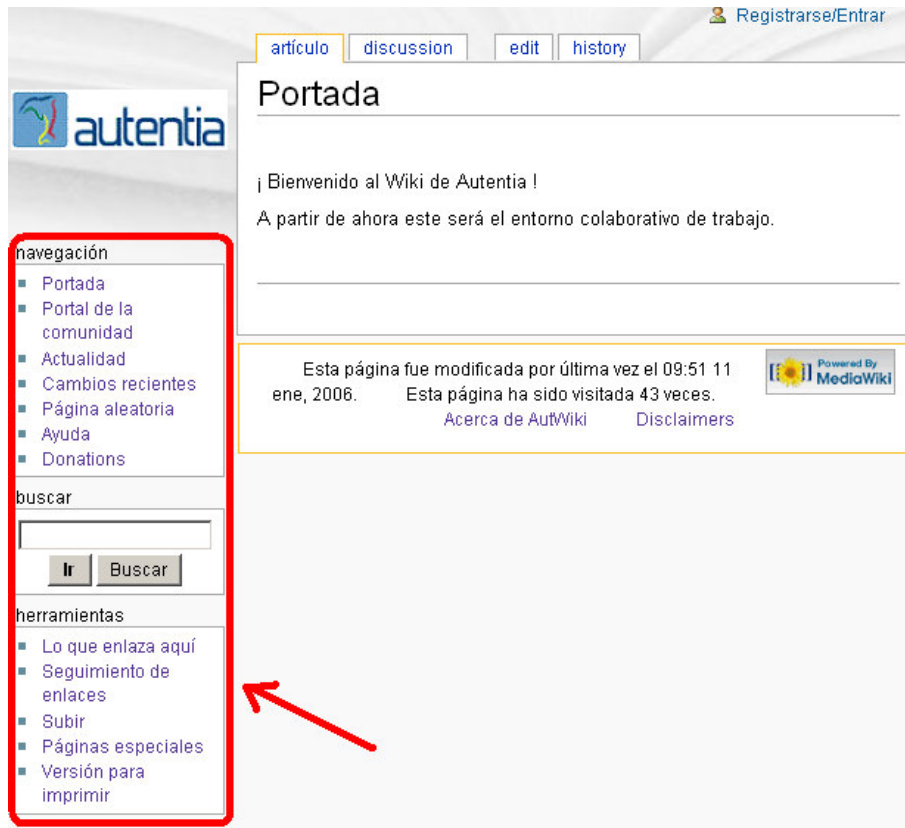 Registrarse/Entrar
artículo discussion edit history
autentia
Portada
¡ Bienvenido al Wiki de Autentia !
A partir de ahora este será el entorno colaborativo de trabajo.
navegación
Portada
Portal de la
comunidad
Actualidad
Cambios recientes
Página aleatoria
Ayuda
Donations
buscar
Ir Buscar
herramientas
Lo que enlaza aquí
Seguimiento de
enlaces
Subir
Páginas especiales
Versión para
imprimir
Esta página fue modificada por última vez el 09:51 11
ene, 2006. Esta página ha sido visitada 43 veces.
Acerca de AutWiki Disclaimers
Powered By
MediaWiki